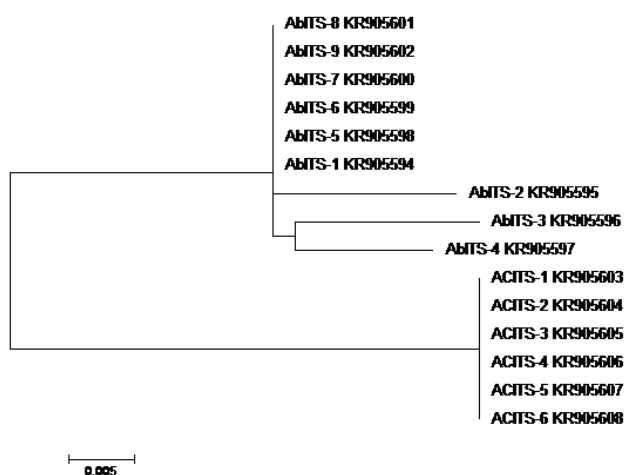 AbITS-8 KR905601
AbITS-9 KR905602
AbITS-7 KR905600
AbITS-6 KR905599
AbITS-5 KR905598
AbITS-1 KR905594
AbITS-2 KR905595
AbITS-3 KR905596
AbITS-4 KR905597
ACITS-1 KR905603
ACITS-2 KR905604
ACITS-3 KR905605
ACITS-4 KR905606
ACITS-5 KR905607
ACITS-6 KR905608
0.005